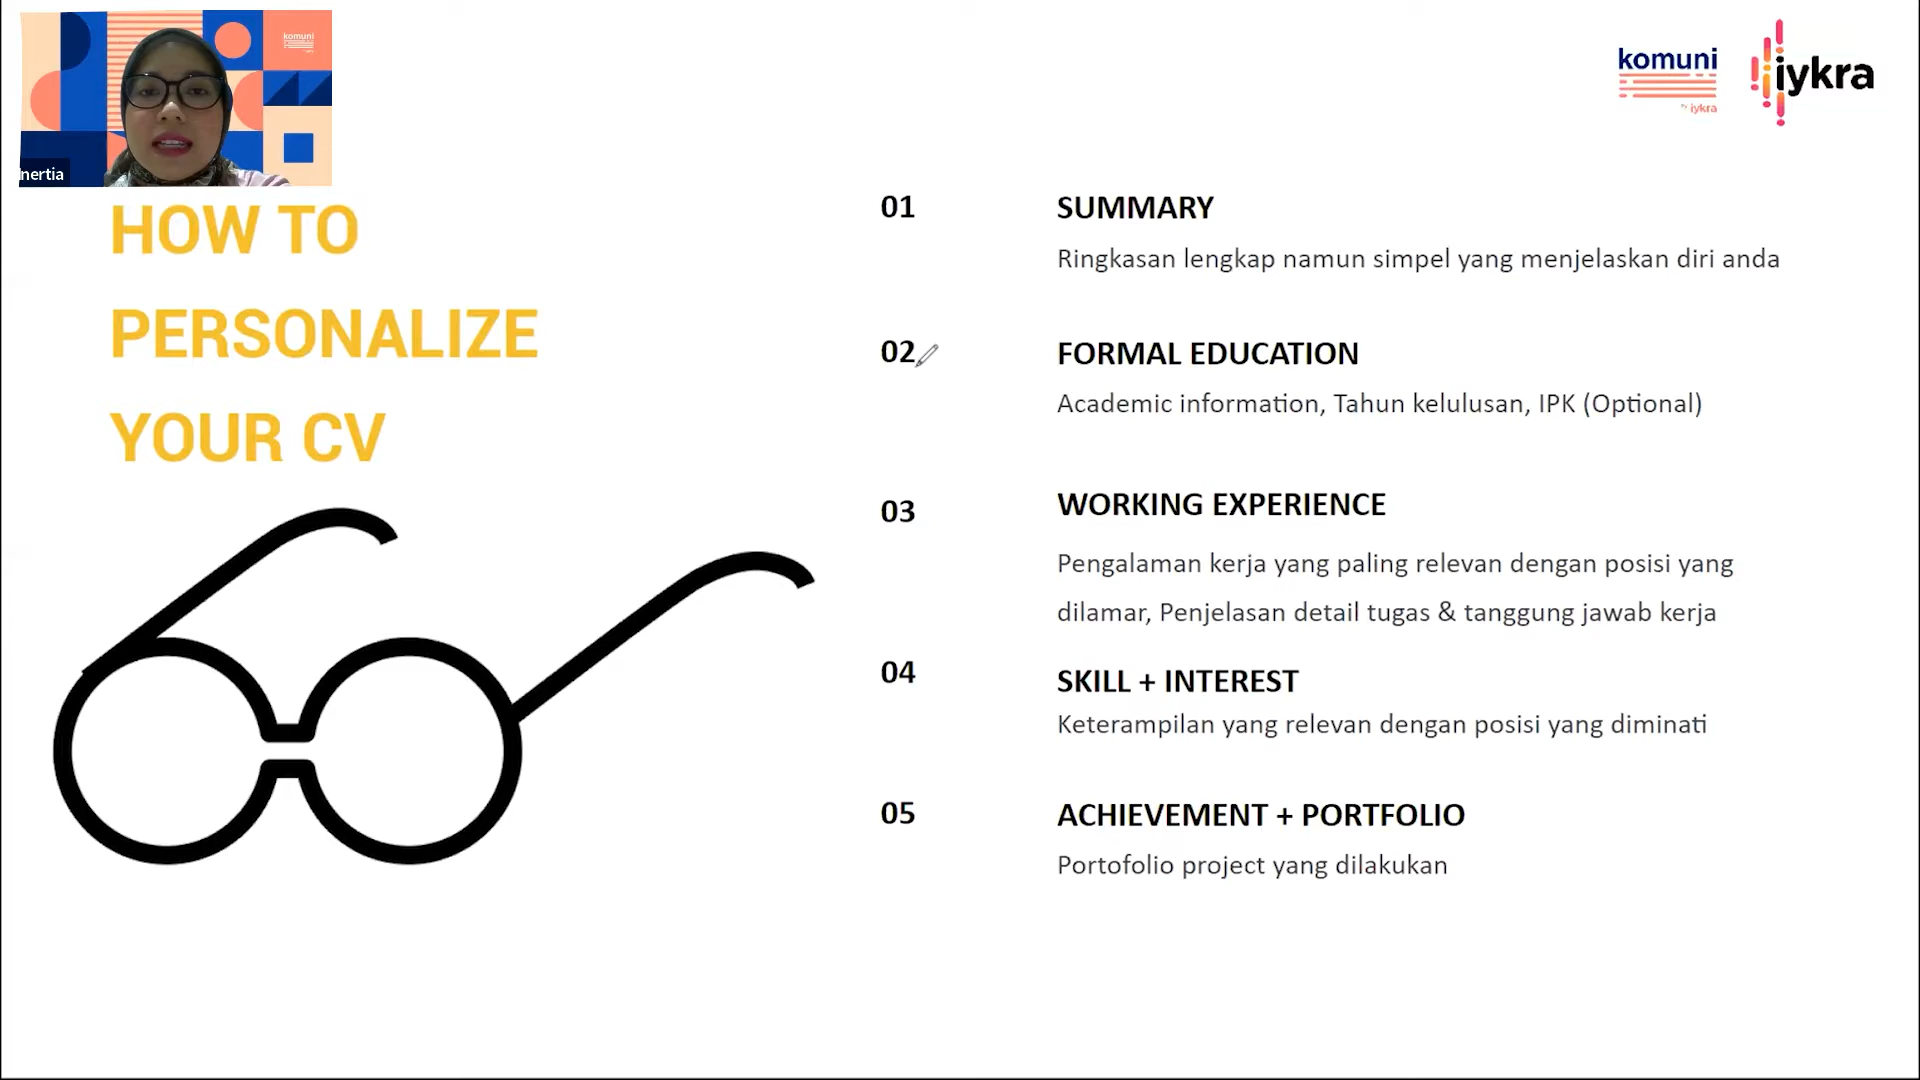 komuni
nertia
komuni
by iykra
iykra
HOW TO
PERSONALIZE
YOUR CV
01
SUMMARY
Ringkasan lengkap namun simpel yang menjelaskan diri anda
02
FORMAL EDUCATION
Academic information, Tahun kelulusan, IPK (Optional)
03
WORKING EXPERIENCE
Pengalaman kerja yang paling relevan dengan posisi yang
dilamar, Penjelasan detail tugas & tanggung jawab kerja
04
SKILL + INTEREST
Keterampilan yang relevan dengan posisi yang diminati
05
ACHIEVEMENT + PORTFOLIO
Portofolio project yang dilakukan